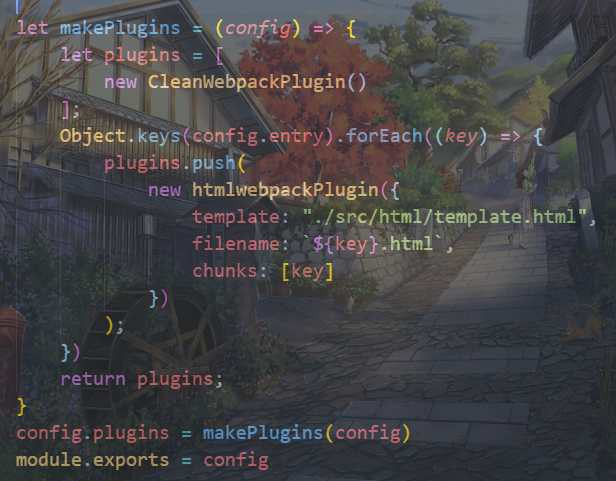 let makePlugins = (config) => {
    let plugins = [
        new CleanWebpackPlugin()
    ];
    Object.keys(config.entry).forEach((key) => {
        plugins.push(
            new htmlwebpackPlugin({
                template: "./src/html/template.html",
                filename: `${key}.html`,
                chunks: [key]
            })
        );
    })
    return plugins;
}
config.plugins = makePlugins(config)
module.exports = config